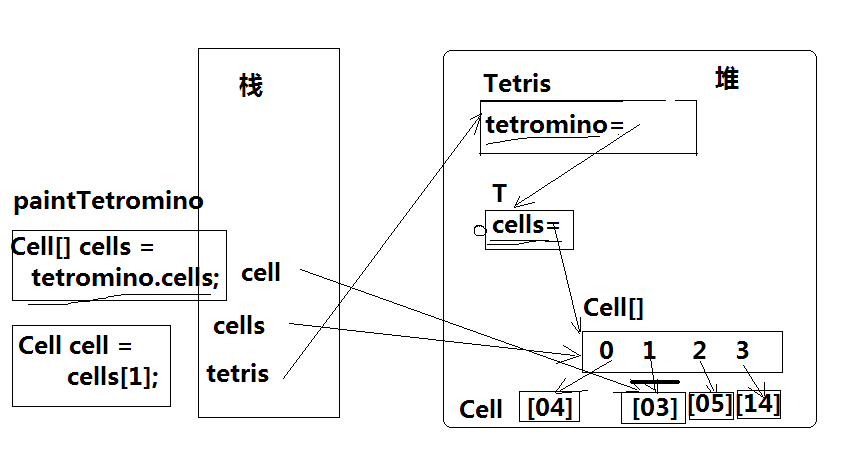 栈
堆
Tetris
tetromino=
T
cells=
paintTetromino
Cell[] cells =
tetromino.cells;
cell
cells
tetris
Cell cell =
cells[1];
Cell[]
0 1 2 3
Cell [04] [03] [05] [14]